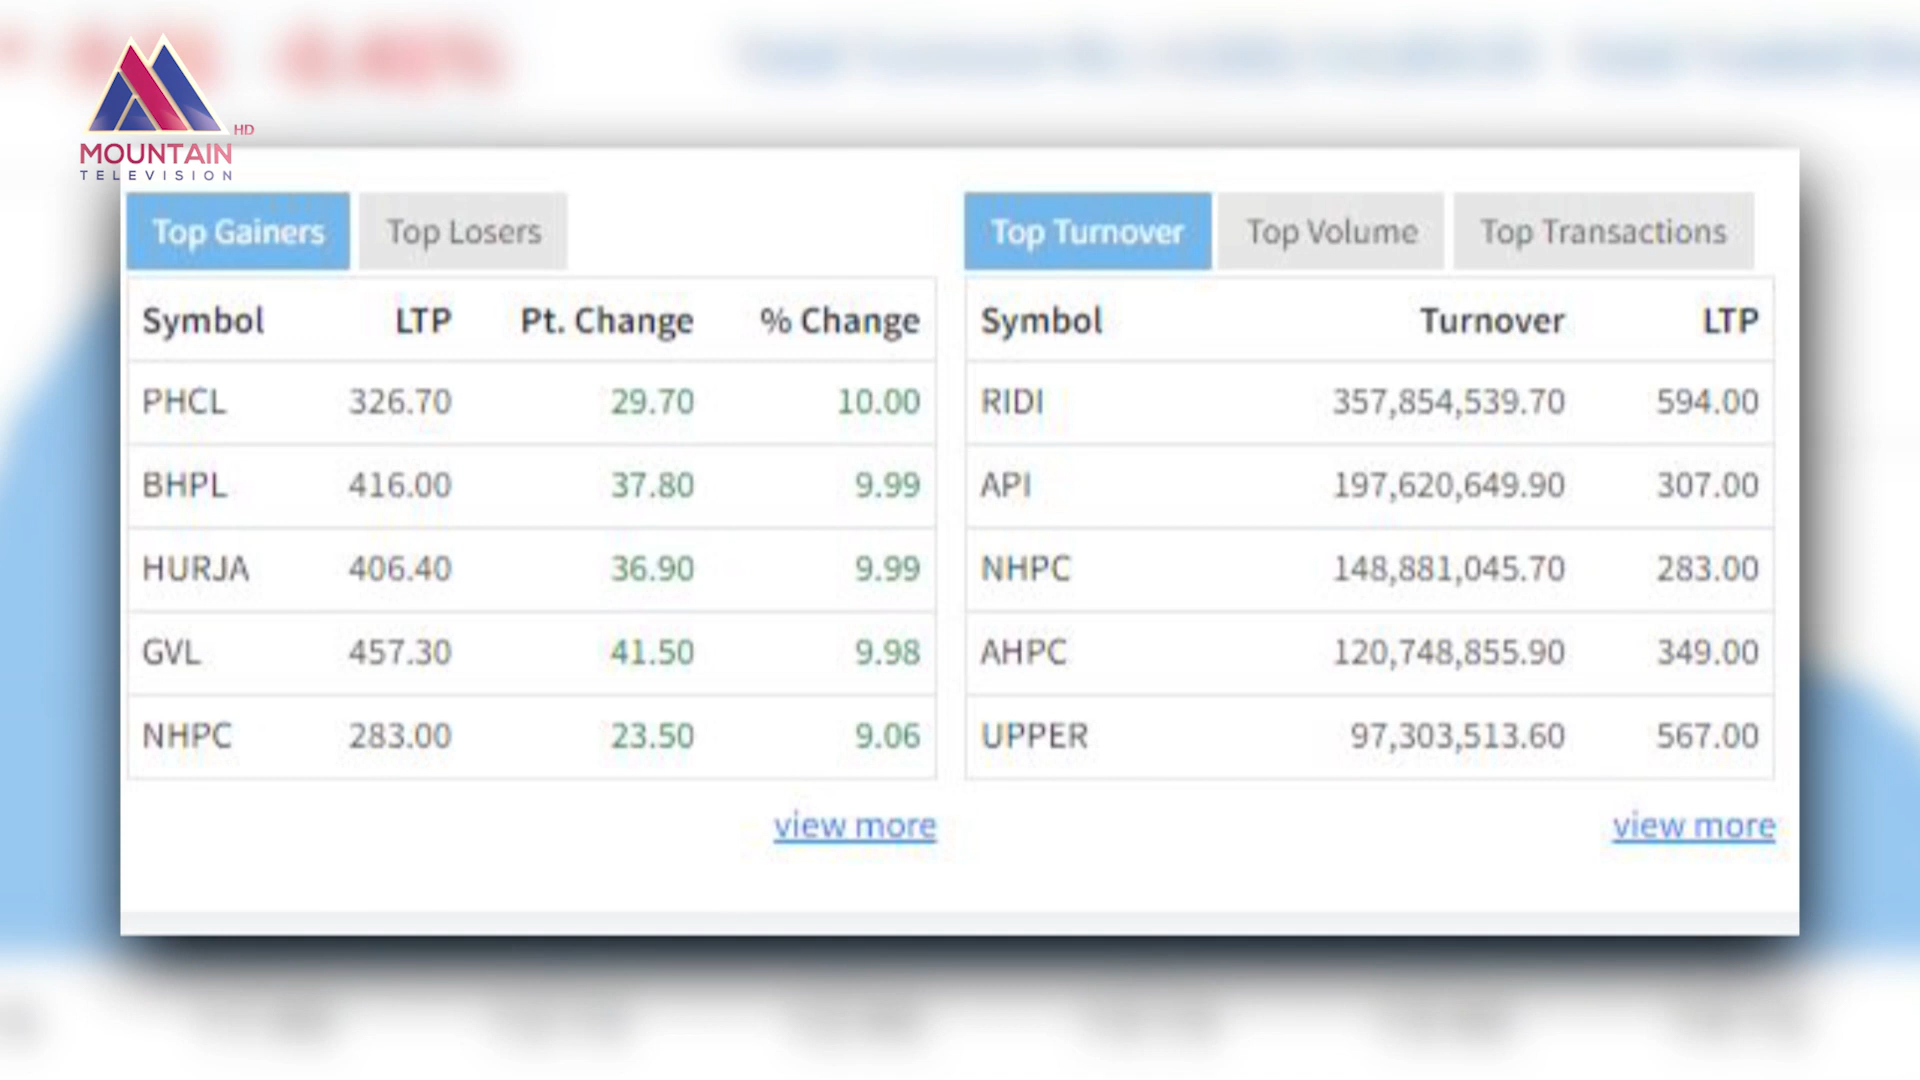 HD
MOUNTAIN
TELEVISION
Top Gainers Top Losers
Symbol LTP Pt. Change % Change
PHCL 326.70 29.70 10.00
BHPL 416.00 37.80 9.99
HURJA 406.40 36.90 9.99
GVL 457.30 41.50 9.98
NHPC 283.00 23.50 9.06
view more
Top Turnover Top Volume Top Transactions
Symbol Turnover LTP
RIDI 357,854,539.70 594.00
API 197,620,649.90 307.00
NHPC 148,881,045.70 283.00
AHPC 120,748,855.90 349.00
UPPER 97,303,513.60 567.00
view more